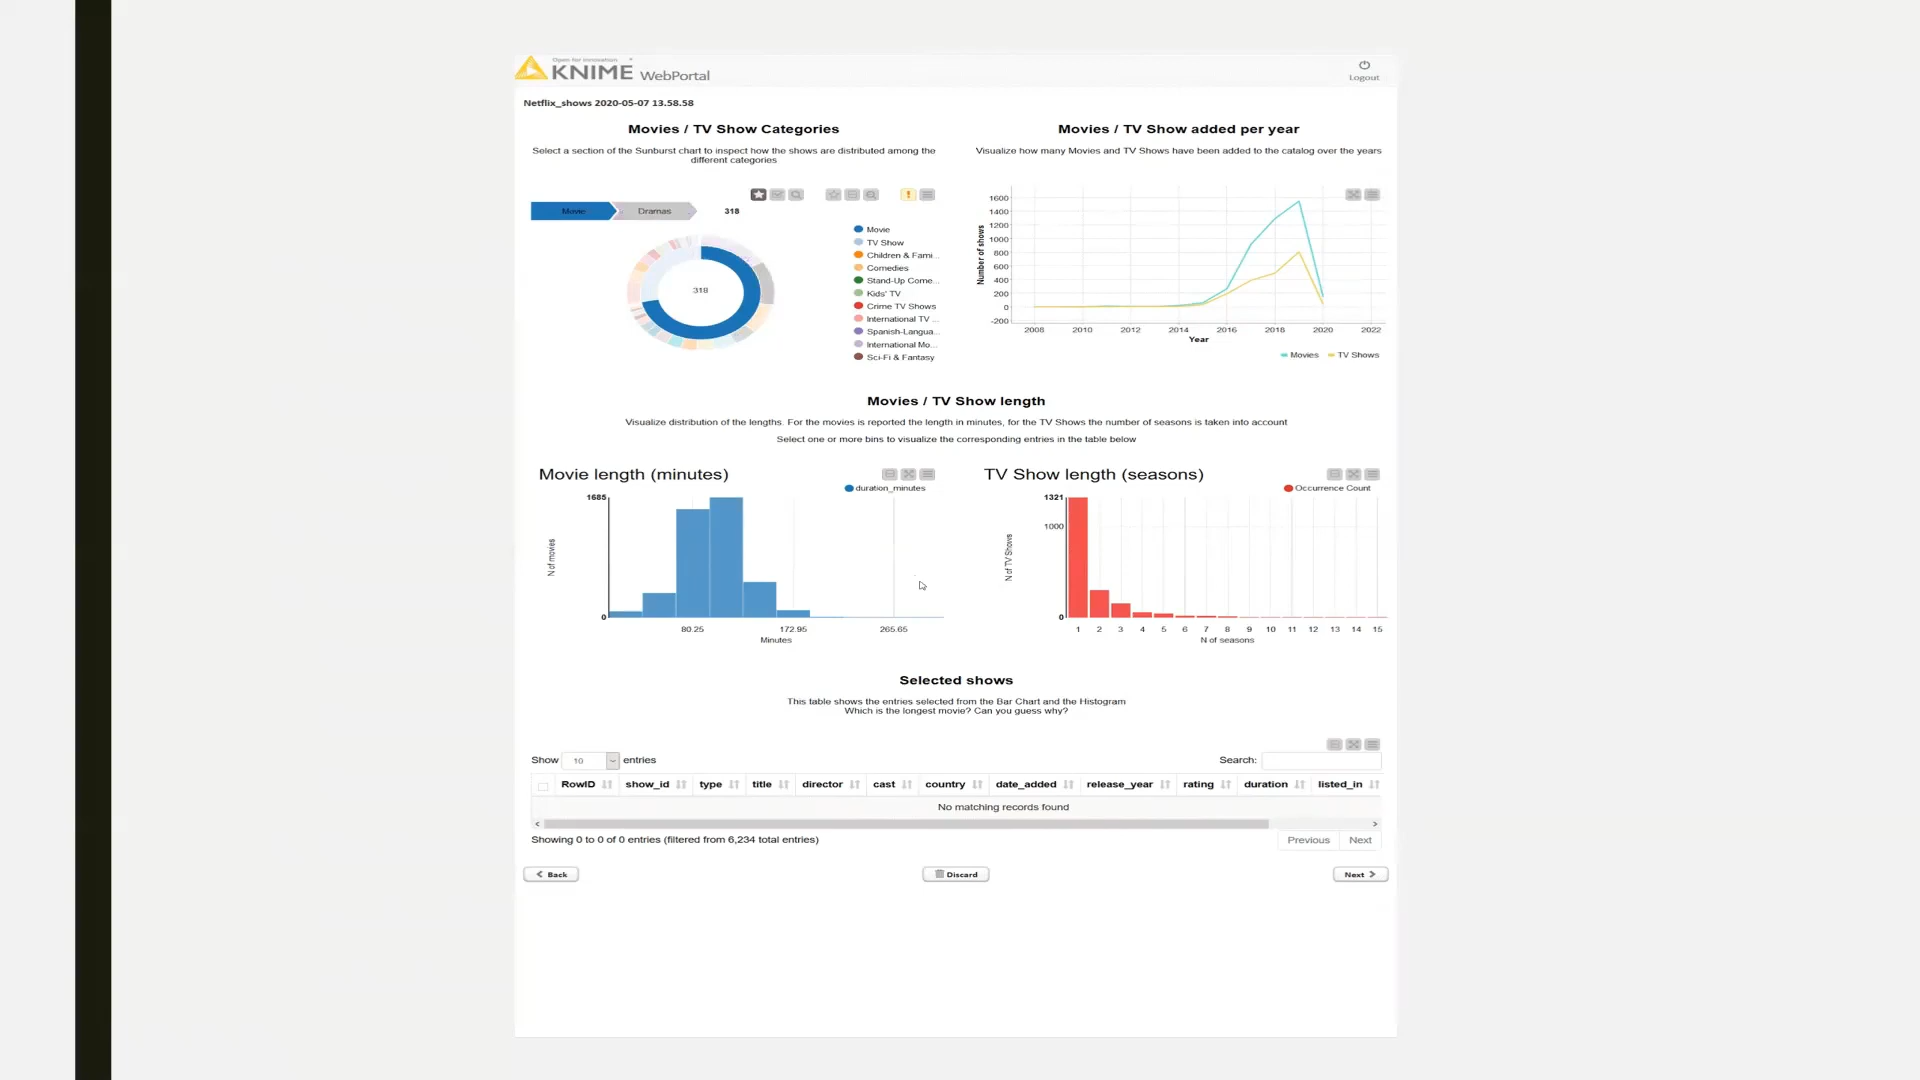 Open for Innovation
KNIME WebPortal
Logout
Netflix_shows 2020-05-07 13.58.58
Movies / TV Show Categories
Select a section of the Sunburst chart to inspect how the shows are distributed among the
different categories
Movie
Dramas
318
318
Movie
TV Show
Children & Fami...
Comedies
Stand-Up Come...
Kids' TV
Crime TV Shows
International TV ...
Spanish-Langua...
International Mo...
Sci-Fi & Fantasy
Movies / TV Show added per year
Visualize how many Movies and TV Shows have been added to the catalog over the years
Number of shows
1600
1400
1200
1000
800
600
400
200
0
-200
2008 2010 2012 2014 2016 2018 2020 2022
Year
Movies TV Shows
Movies / TV Show length
Visualize distribution of the lengths. For the movies is reported the length in minutes, for the TV Shows the number of seasons is taken into account
Select one or more bins to visualize the corresponding entries in the table below
Movie length (minutes)
duration_minutes
1685
N of movies
0
80.25 172.95 265.65
Minutes
TV Show length (seasons)
Occurrence Count
1321
1000
N of TV Shows
0
1 2 3 4 5 6 7 8 9 10 11 12 13 14 15
N of seasons
Selected shows
This table shows the entries selected from the Bar Chart and the Histogram
Which is the longest movie? Can you guess why?
Show 10 entries
Search:
RowID show_id type title director cast country date_added release_year rating duration listed_in
No matching records found
Showing 0 to 0 of 0 entries (filtered from 6,234 total entries)
Previous Next
Back
Discard
Next